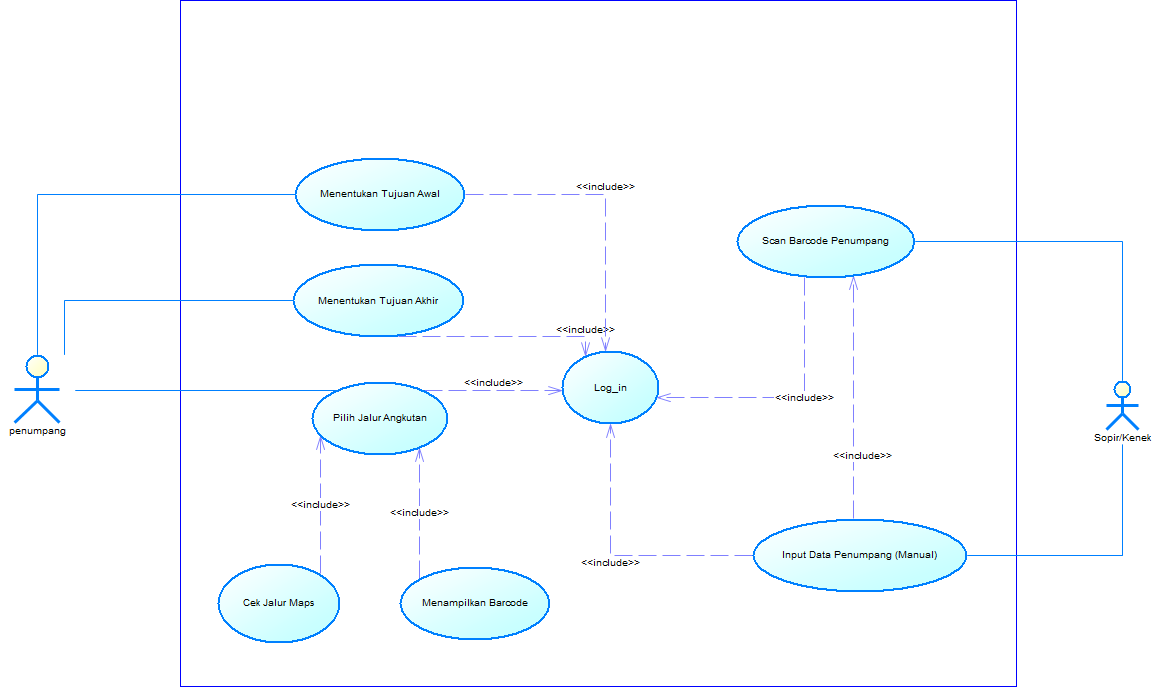 <<include>>
Menentukan Tujuan Awal
Scan Barcode Penumpang
Menentukan Tujuan Akhir
<<include>>
<<include>>
Log_in
<<include>>
Pilih Jalur Angkutan
penumpang
Sopir/Kenek
<<include>>
<<include>>
<<include>>
Input Data Penumpang (Manual)
<<include>>
Cek Jalur Maps
Menampilkan Barcode